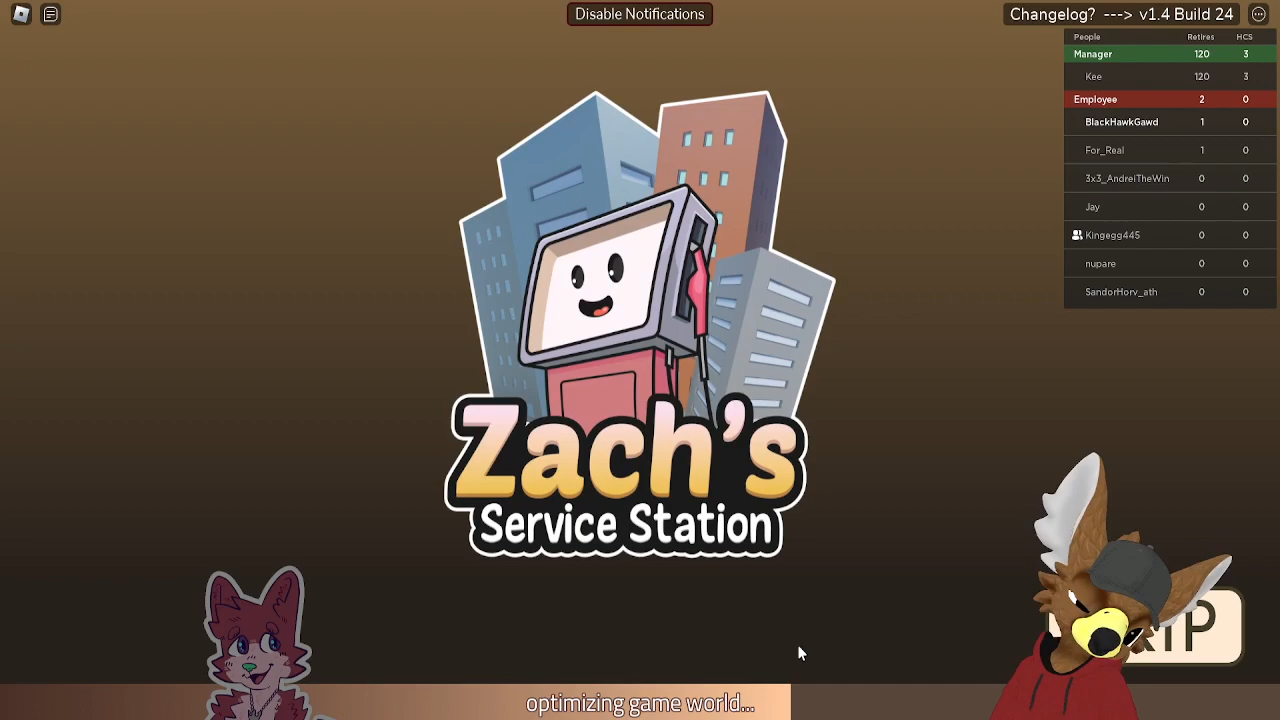 Disable Notifications
Changelog? ---> v1.4 Build 24
People Retires HCS
Manager 120 3
Kee 120 3
Employee 2 0
BlackHawkGawd 1 0
For_Real 1 0
3x3_AndreiTheWin 0 0
Jay 0 0
Kingegg445 0 0
nupare 0 0
SandorHorv_ath 0 0
Zach's
Service Station
optimizing game world...